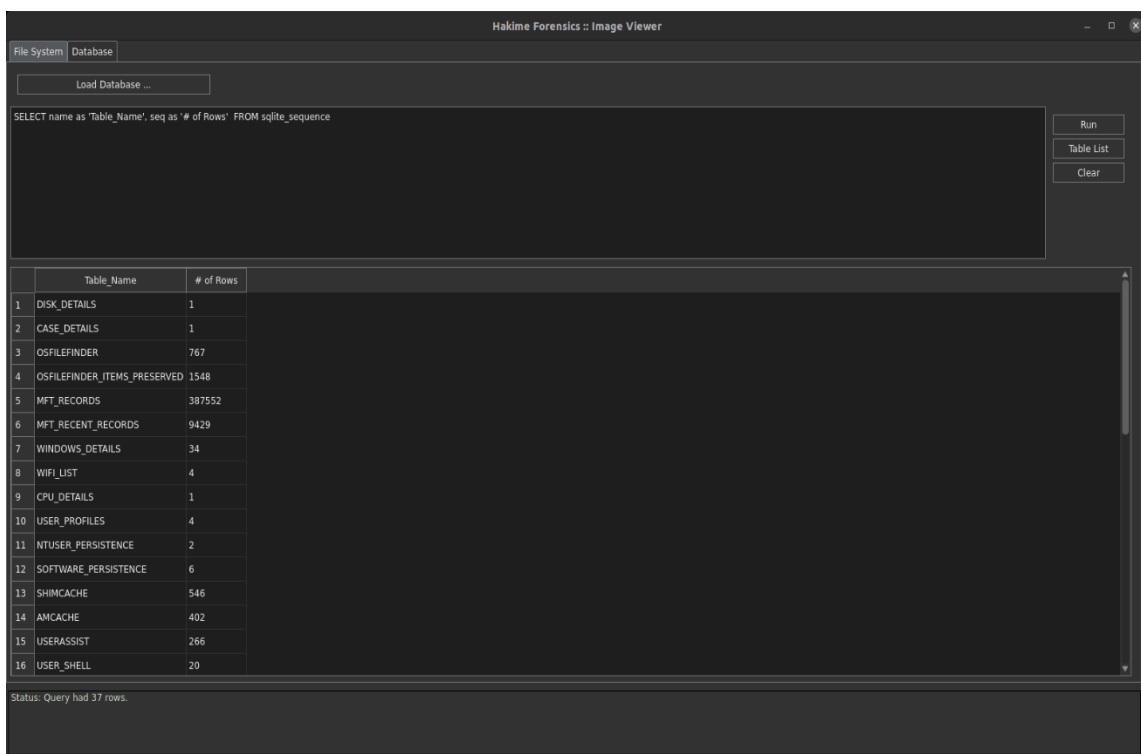 Hakime Forensics :: Image Viewer
File System Database
Load Database ...
SELECT name as 'Table_Name', seq as '# of Rows'  FROM sqlite_sequence
Run
Table List
Clear
Table_Name # of Rows
1 DISK_DETAILS 1
2 CASE_DETAILS 1
3 OSFILEFINDER 767
4 OSFILEFINDER_ITEMS_PRESERVED 1548
5 MFT_RECORDS 387552
6 MFT_RECENT_RECORDS 9429
7 WINDOWS_DETAILS 34
8 WIFI_LIST 4
9 CPU_DETAILS 1
10 USER_PROFILES 4
11 NTUSER_PERSISTENCE 2
12 SOFTWARE_PERSISTENCE 6
13 SHIMCACHE 546
14 AMCACHE 402
15 USERASSIST 266
16 USER_SHELL 20
Status: Query had 37 rows.